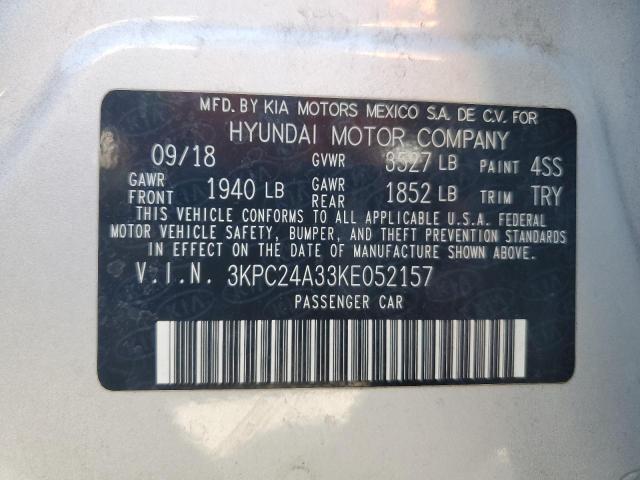 MFD. BY KIA MOTORS MEXICO S.A. DE C.V. FOR
HYUNDAI MOTOR COMPANY
09/18 GVWR 3527 LB PAINT 4SS
GAWR FRONT 1940 LB GAWR REAR 1852 LB TRIM TRY
THIS VEHICLE CONFORMS TO ALL APPLICABLE U.S.A. FEDERAL
MOTOR VEHICLE SAFETY, BUMPER, AND THEFT PREVENTION STANDARDS
IN EFFECT ON THE DATE OF MANUFACTURE SHOWN ABOVE.
V.I.N. 3KPC24A33KE052157
PASSENGER CAR